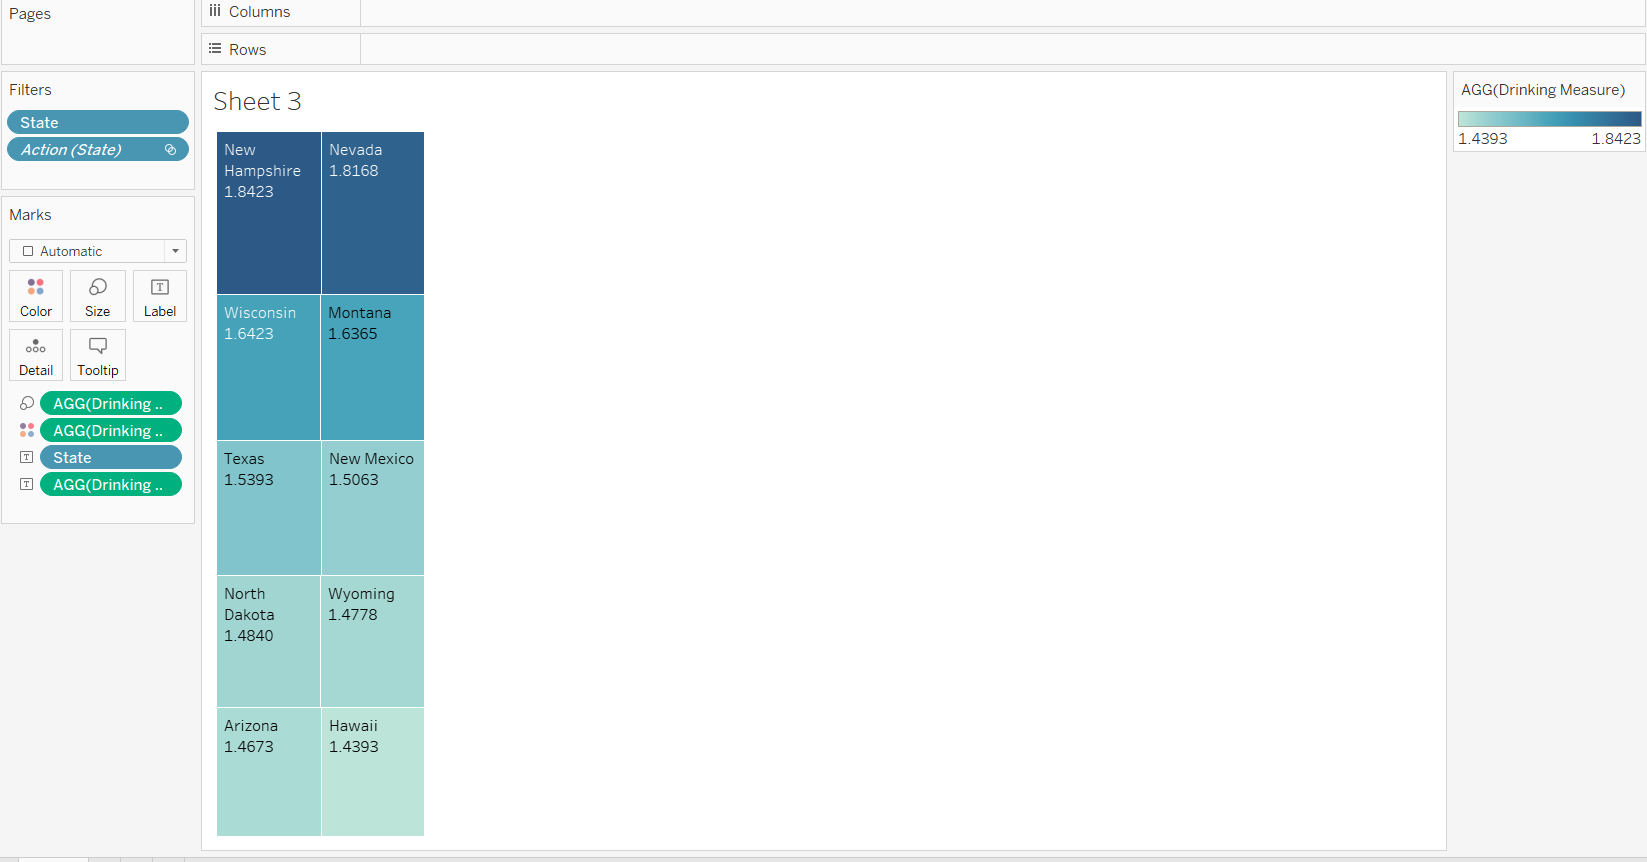 Pages
Columns
Rows
Filters
State
Action (State)
Marks
Automatic
Color
Size
Label
T
Detail
Tooltip
AGG(Drinking ..
AGG(Drinking ..
T State
T AGG(Drinking ..
Sheet 3
New
Hampshire
1.8423
Nevada
1.8168
Wisconsin
1.6423
Montana
1.6365
Texas
1.5393
New Mexico
1.5063
North
Dakota
1.4840
Wyoming
1.4778
Arizona
1.4673
Hawaii
1.4393
AGG(Drinking Measure)
1.4393 1.8423